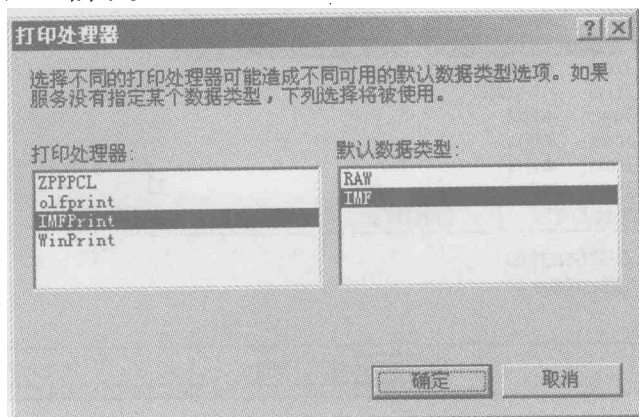 打印处理器
选择不同的打印处理器可能造成不同可用的默认数据类型选项。如果
服务没有指定某个数据类型，下列选择将被使用。
打印处理器:
默认数据类型:
ZPPPCL
olfprint
IMFPrint
WinPrint
RAW
IMF
确定
取消